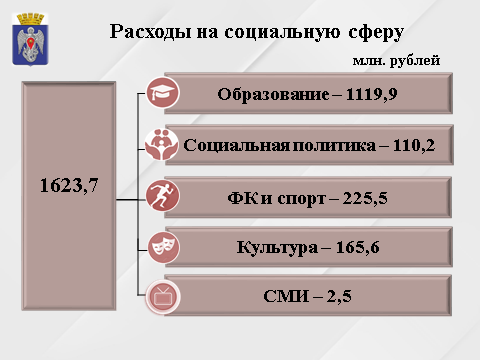 Расходы на социальную сферу
млн. рублей
1623,7
Образование – 1119,9
Социальная политика – 110,2
ФК и спорт – 225,5
Культура – 165,6
СМИ – 2,5